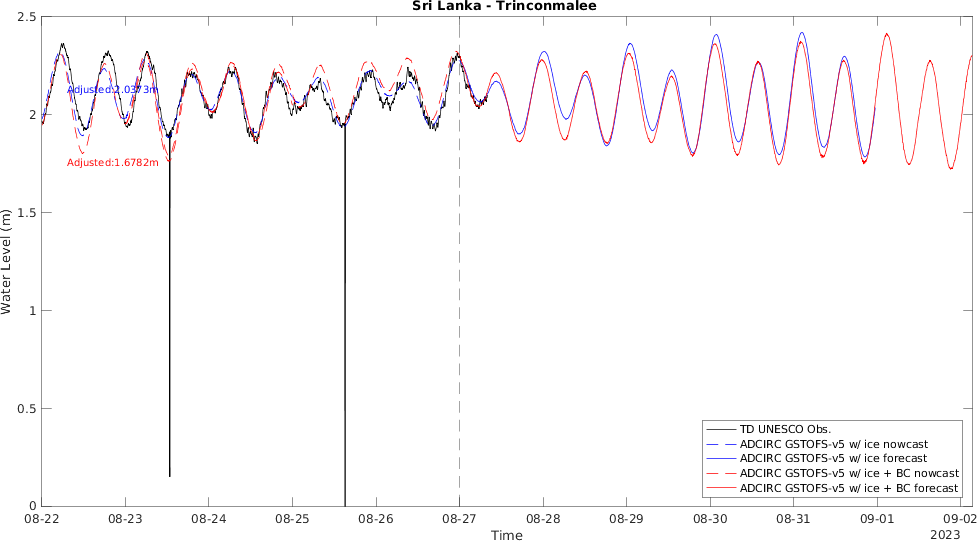 Sri Lanka - Trinconmalee
2.5
2
1.5
1
0.5
0
Water Level (m)
Adjusted:2.0373m
Adjusted:1.6782m
TD UNESCO Obs.
ADCIRC GSTOFS-v5 w/ ice nowcast
ADCIRC GSTOFS-v5 w/ ice forecast
ADCIRC GSTOFS-v5 w/ ice + BC nowcast
ADCIRC GSTOFS-v5 w/ ice + BC forecast
08-22 08-23 08-24 08-25 08-26 08-27 08-28 08-29 08-30 08-31 09-01 09-02
Time
2023